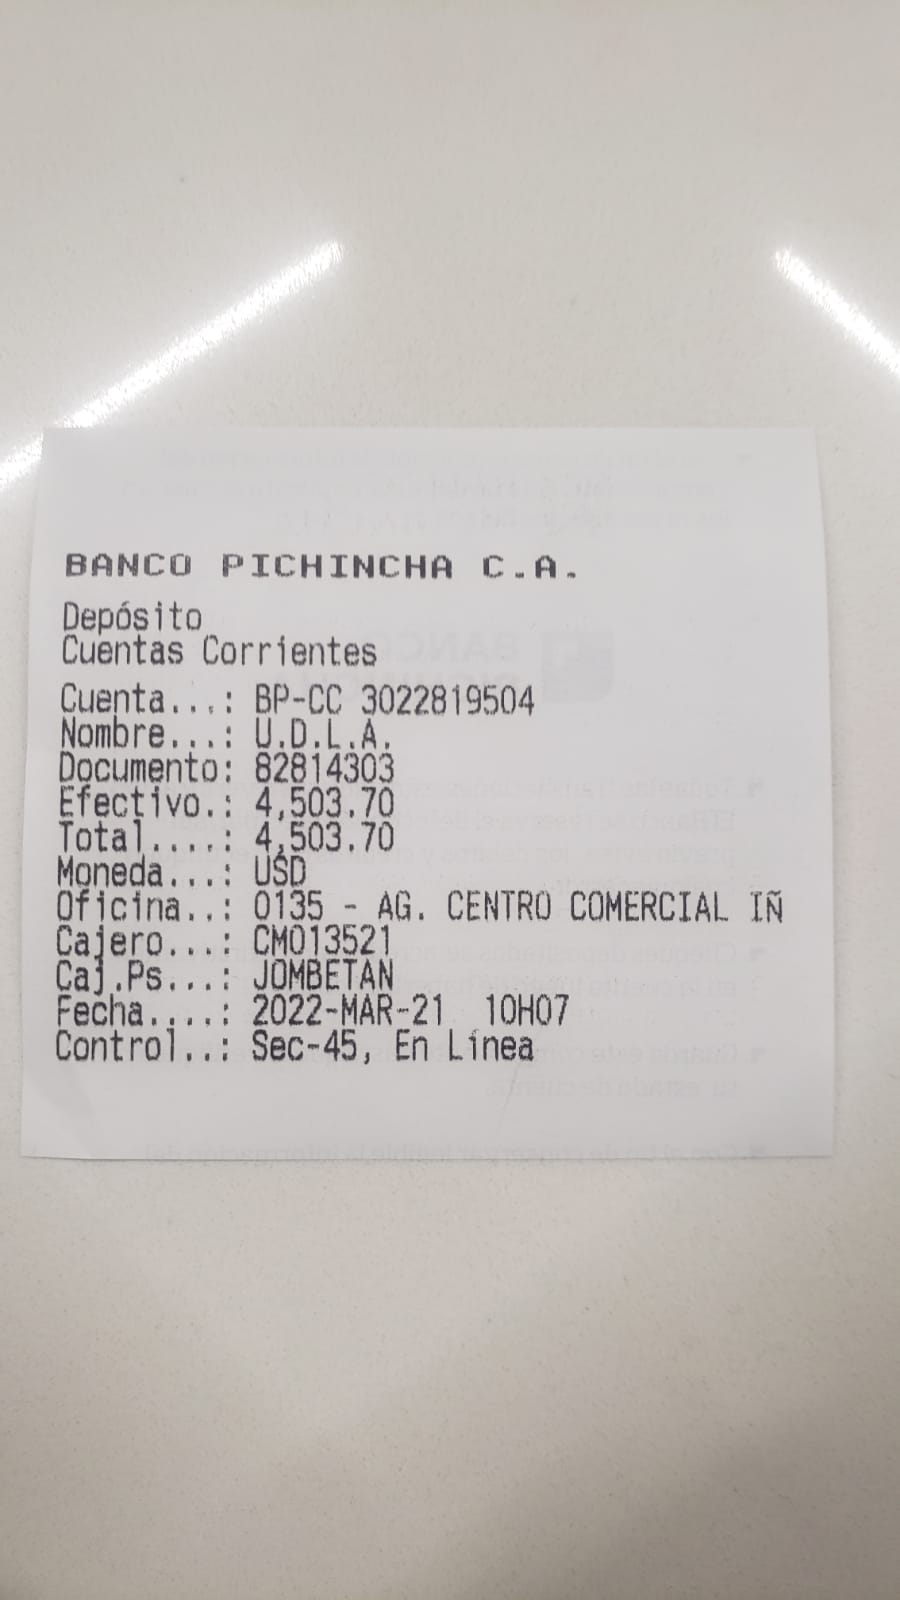 BANCO PICHINCHA C.A.
Depósito
Cuentas Corrientes
Cuenta...: BP-CC 3022819504
Nombre...: U.D.L.A.
Documento: 82814303
Efectivo.: 4,503.70
Total....: 4,503.70
Moneda...: USD
Oficina..: 0135 - AG. CENTRO COMERCIAL IÑ
Cajero...: CM013521
Caj.Ps...: JOMBETAN
Fecha....: 2022-MAR-21 10H07
Control..: Sec-45, En Línea